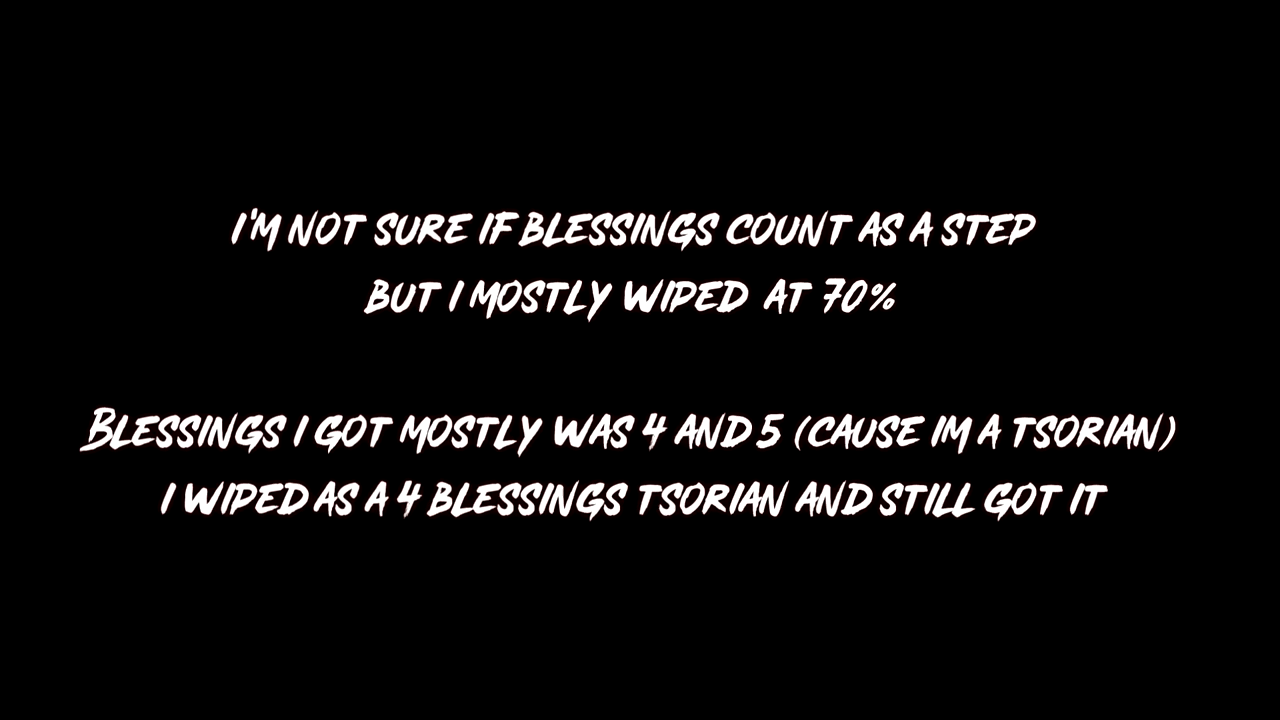 I'M NOT SURE IF BLESSINGS COUNT AS A STEP
BUT I MOSTLY WIPED AT 70%
BLESSINGS I GOT MOSTLY WAS 4 AND 5 (CAUSE IM A TSORIAN)
I WIPED AS A 4 BLESSINGS TSORIAN AND STILL GOT IT